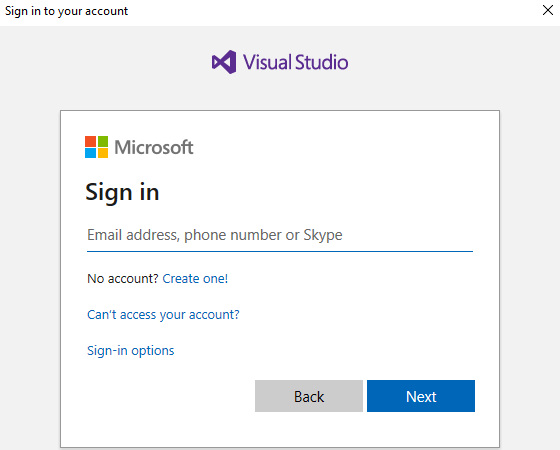 Sign in to your account
Visual Studio
Microsoft
Sign in
Email address, phone number or Skype
No account? Create one!
Can't access your account?
Sign-in options
Back Next